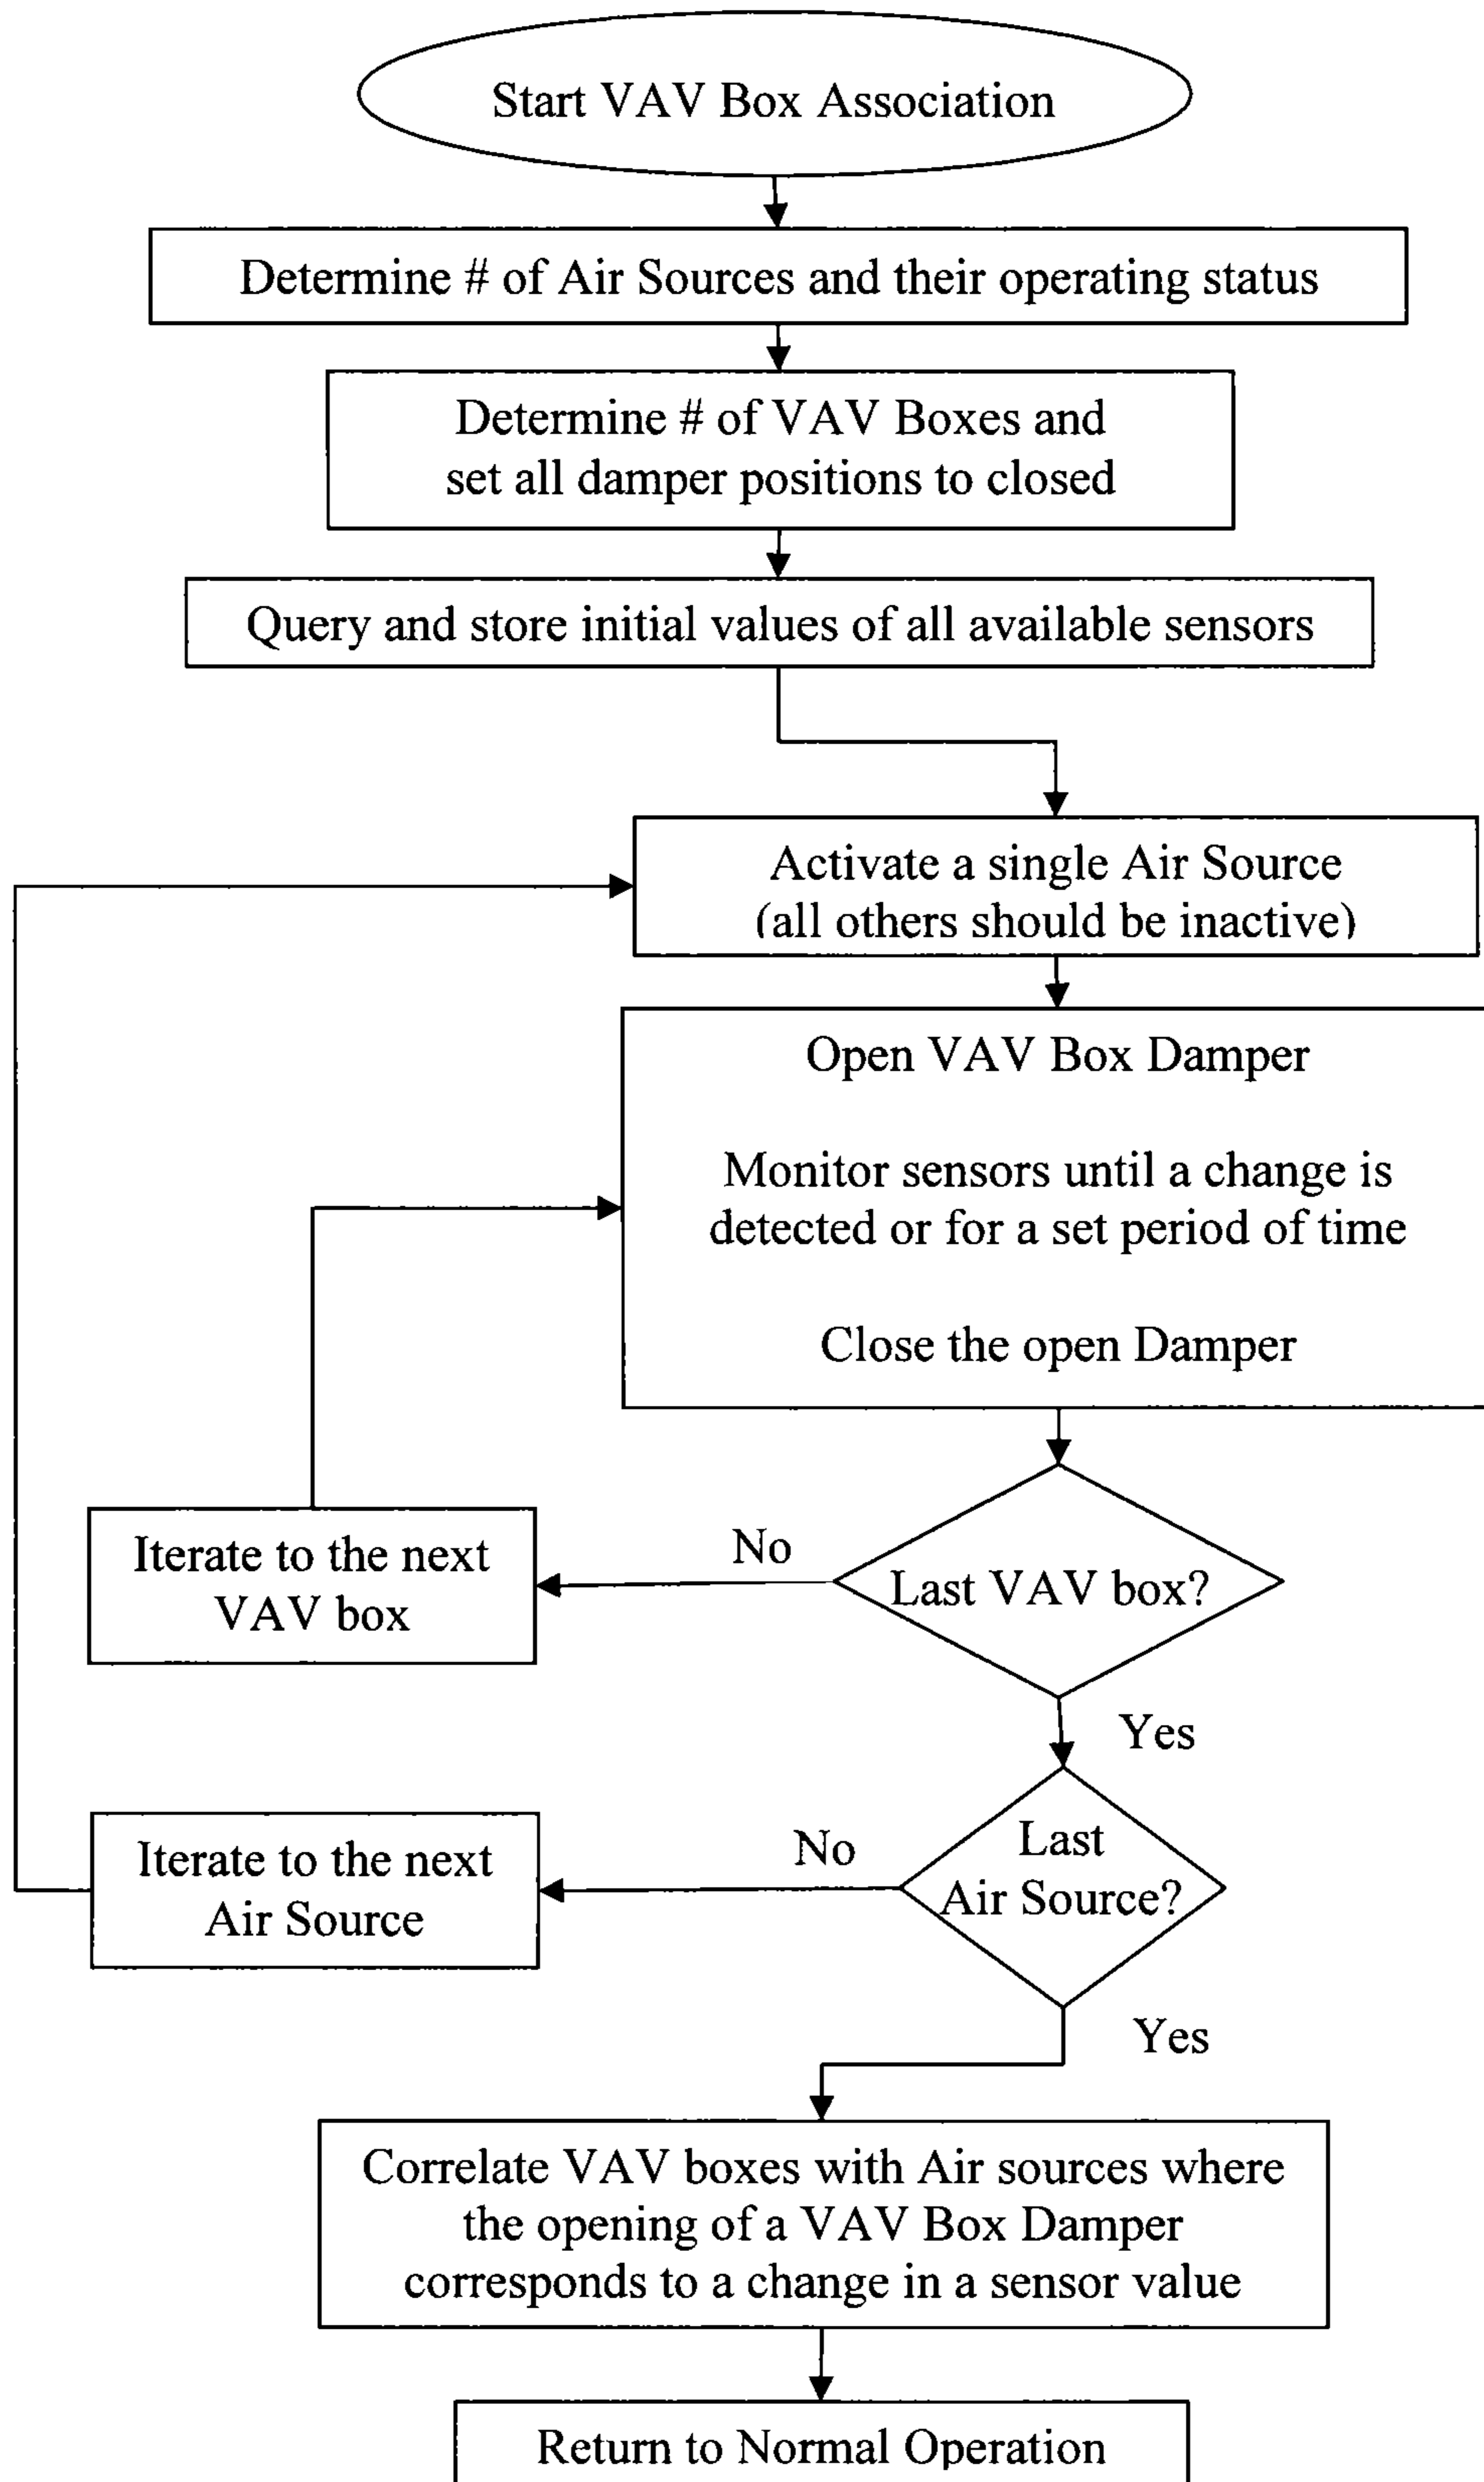 Start VAV Box Association
Determine # of Air Sources and their operating status
Determine # of VAV Boxes and
set all damper positions to closed
Query and store initial values of all available sensors
Activate a single Air Source
(all others should be inactive)
Open VAV Box Damper
Monitor sensors until a change is
detected or for a set period of time
Close the open Damper
No
Last VAV box?
Iterate to the next
VAV box
Yes
No
Last
Air Source?
Iterate to the next
Air Source
Yes
Correlate VAV boxes with Air sources where
the opening of a VAV Box Damper
corresponds to a change in a sensor value
Return to Normal Operation